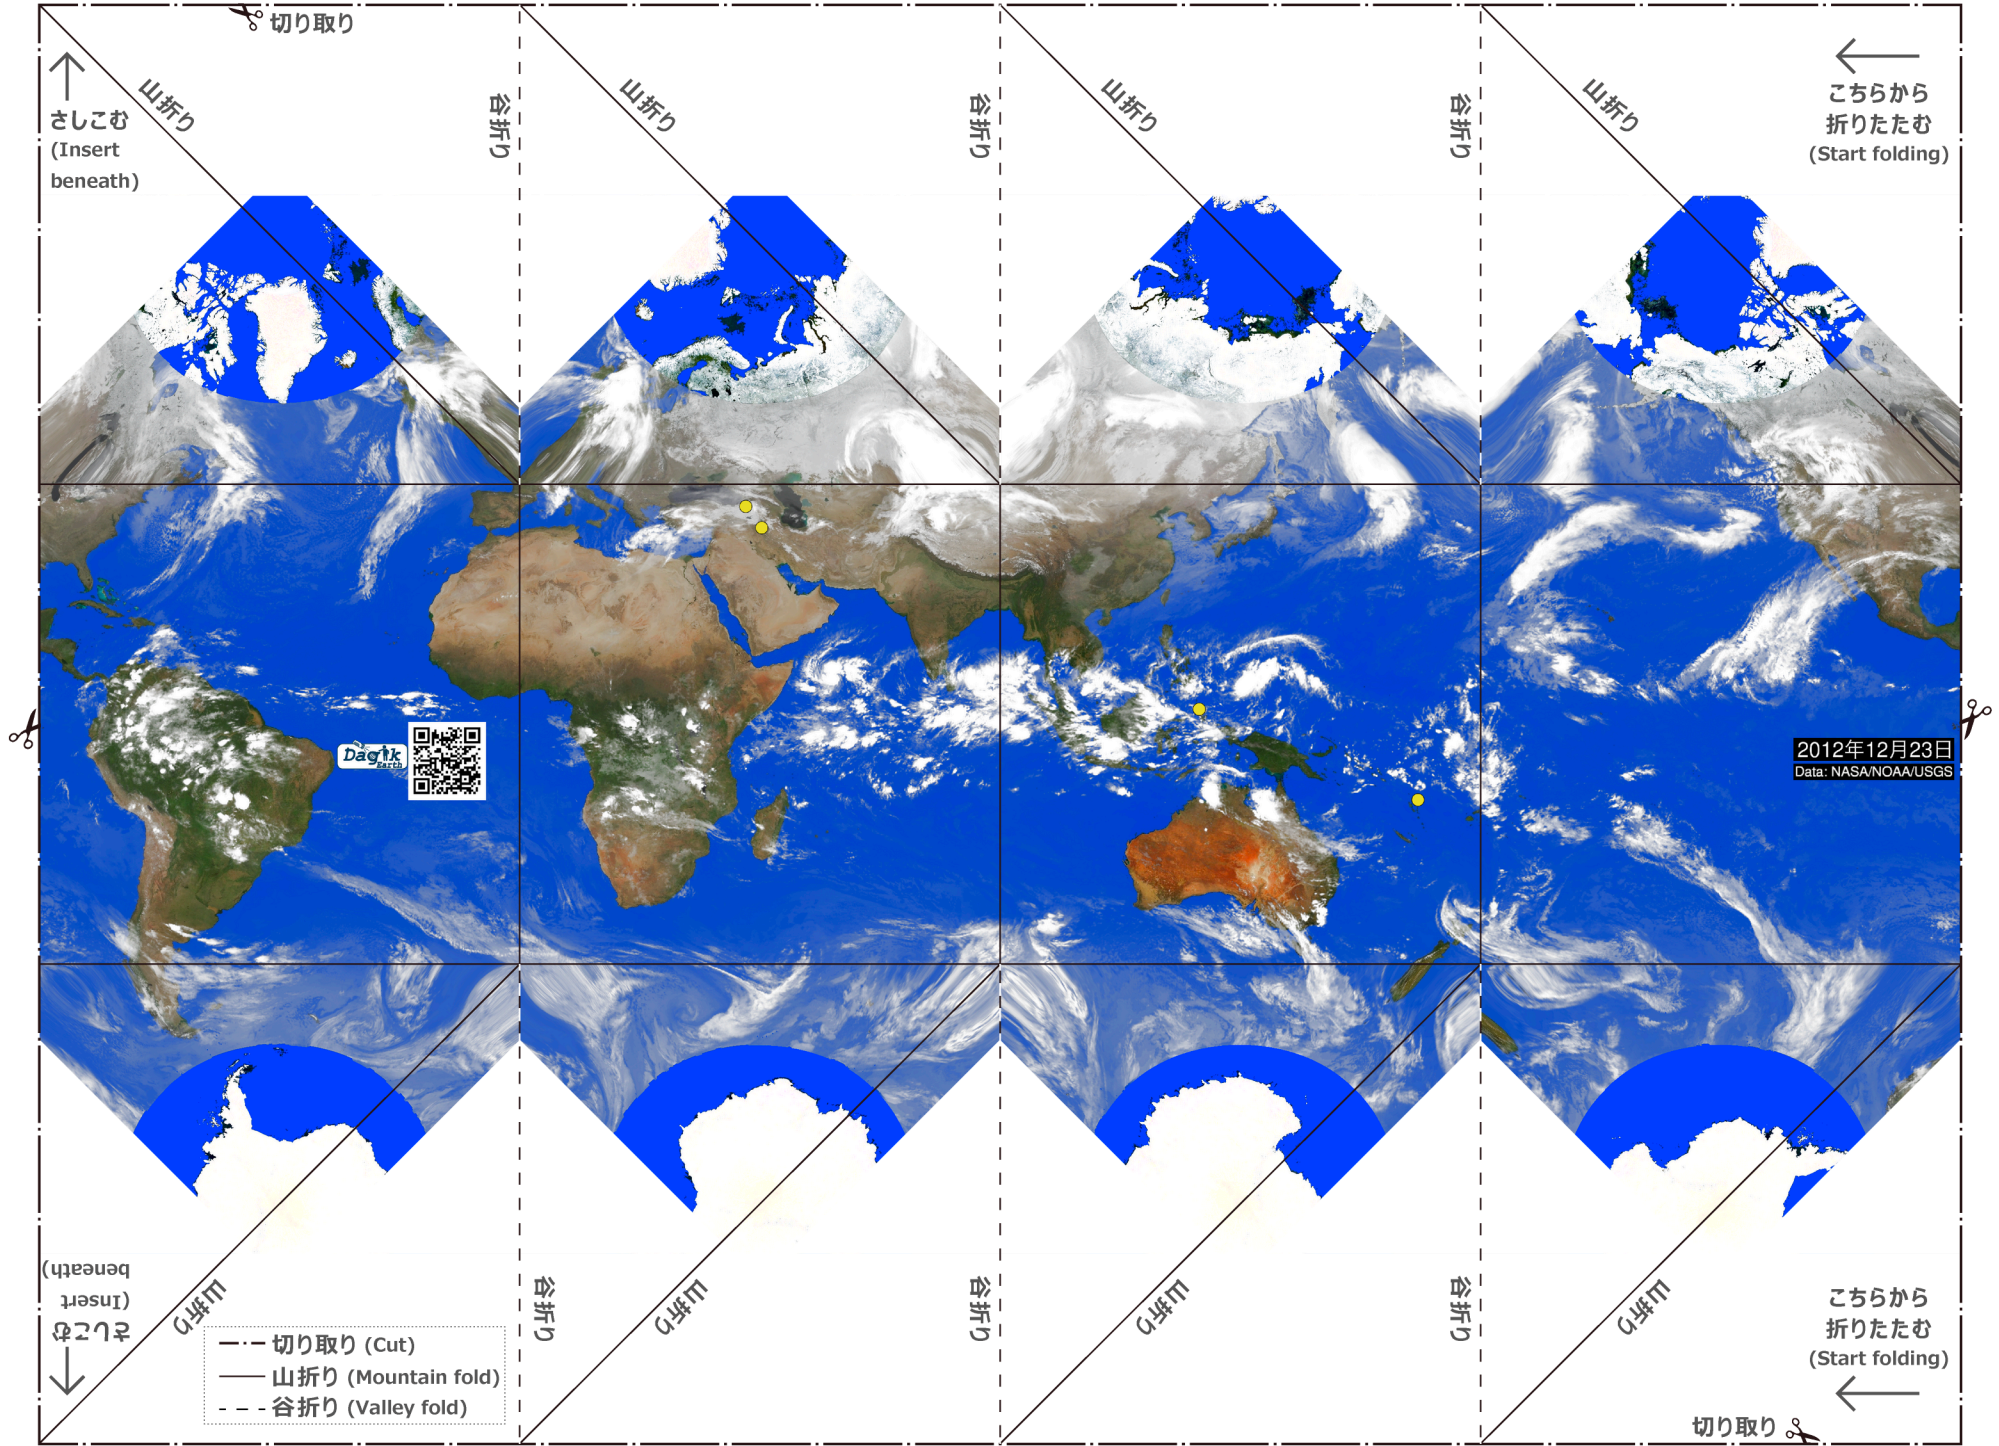 切り取り
さしこむ
(Insert
beneath)
山折り
谷折り
山折り
谷折り
山折り
谷折り
山折り
こちらから
折りたたむ
(Start folding)
Dagik
Earth
2012年12月23日
Data: NASA/NOAA/USGS
さしこむ
(Insert
beneath)
山折り
谷折り
山折り
谷折り
山折り
谷折り
山折り
こちらから
折りたたむ
(Start folding)
切り取り (Cut)
山折り (Mountain fold)
谷折り (Valley fold)
切り取り